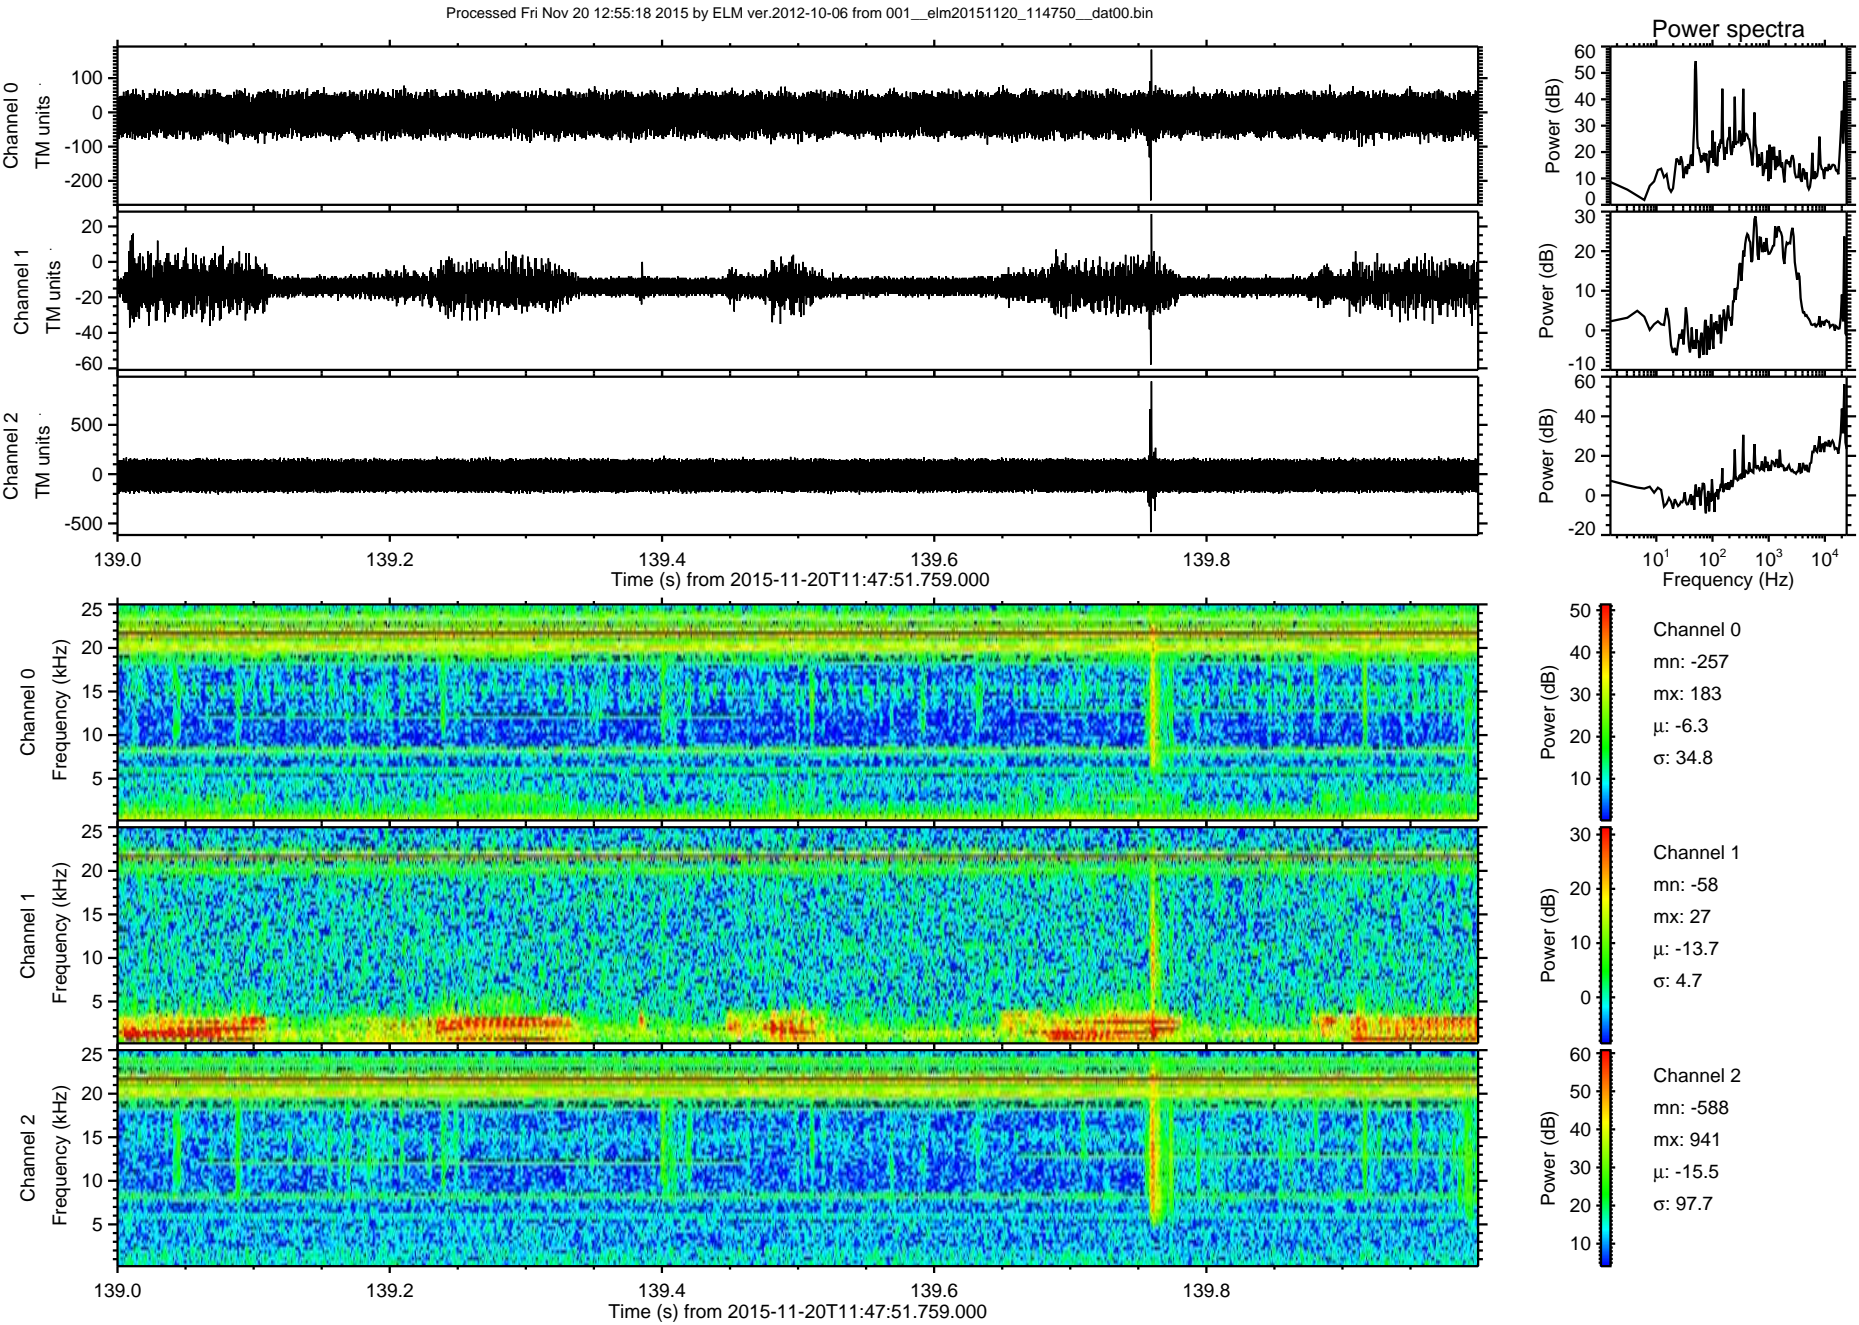 Processed Fri Nov 20 12:55:18 2015 by ELM ver.2012-10-06 from 001__elm20151120_114750__dat00.bin
Power spectra
Channel 0
TM units
100
0
-100
-200
Power (dB)
60
50
40
30
20
10
0
Channel 1
TM units
20
0
-20
-40
-60
Power (dB)
30
20
10
0
-10
Channel 2
TM units
500
0
-500
Power (dB)
60
40
20
0
-20
139.0 139.2 139.4 139.6 139.8
Time (s) from 2015-11-20T11:47:51.759.000
10¹ 10² 10³ 10⁴
Frequency (Hz)
Channel 0
Frequency (kHz)
25
20
15
10
5
Power (dB)
50
40
30
20
10
Channel 0
mn: -257
mx: 183
µ: -6.3
σ: 34.8
Channel 1
Frequency (kHz)
25
20
15
10
5
Power (dB)
30
20
10
0
Channel 1
mn: -58
mx: 27
µ: -13.7
σ: 4.7
Channel 2
Frequency (kHz)
25
20
15
10
5
Power (dB)
60
50
40
30
20
10
Channel 2
mn: -588
mx: 941
µ: -15.5
σ: 97.7
139.0 139.2 139.4 139.6 139.8
Time (s) from 2015-11-20T11:47:51.759.000